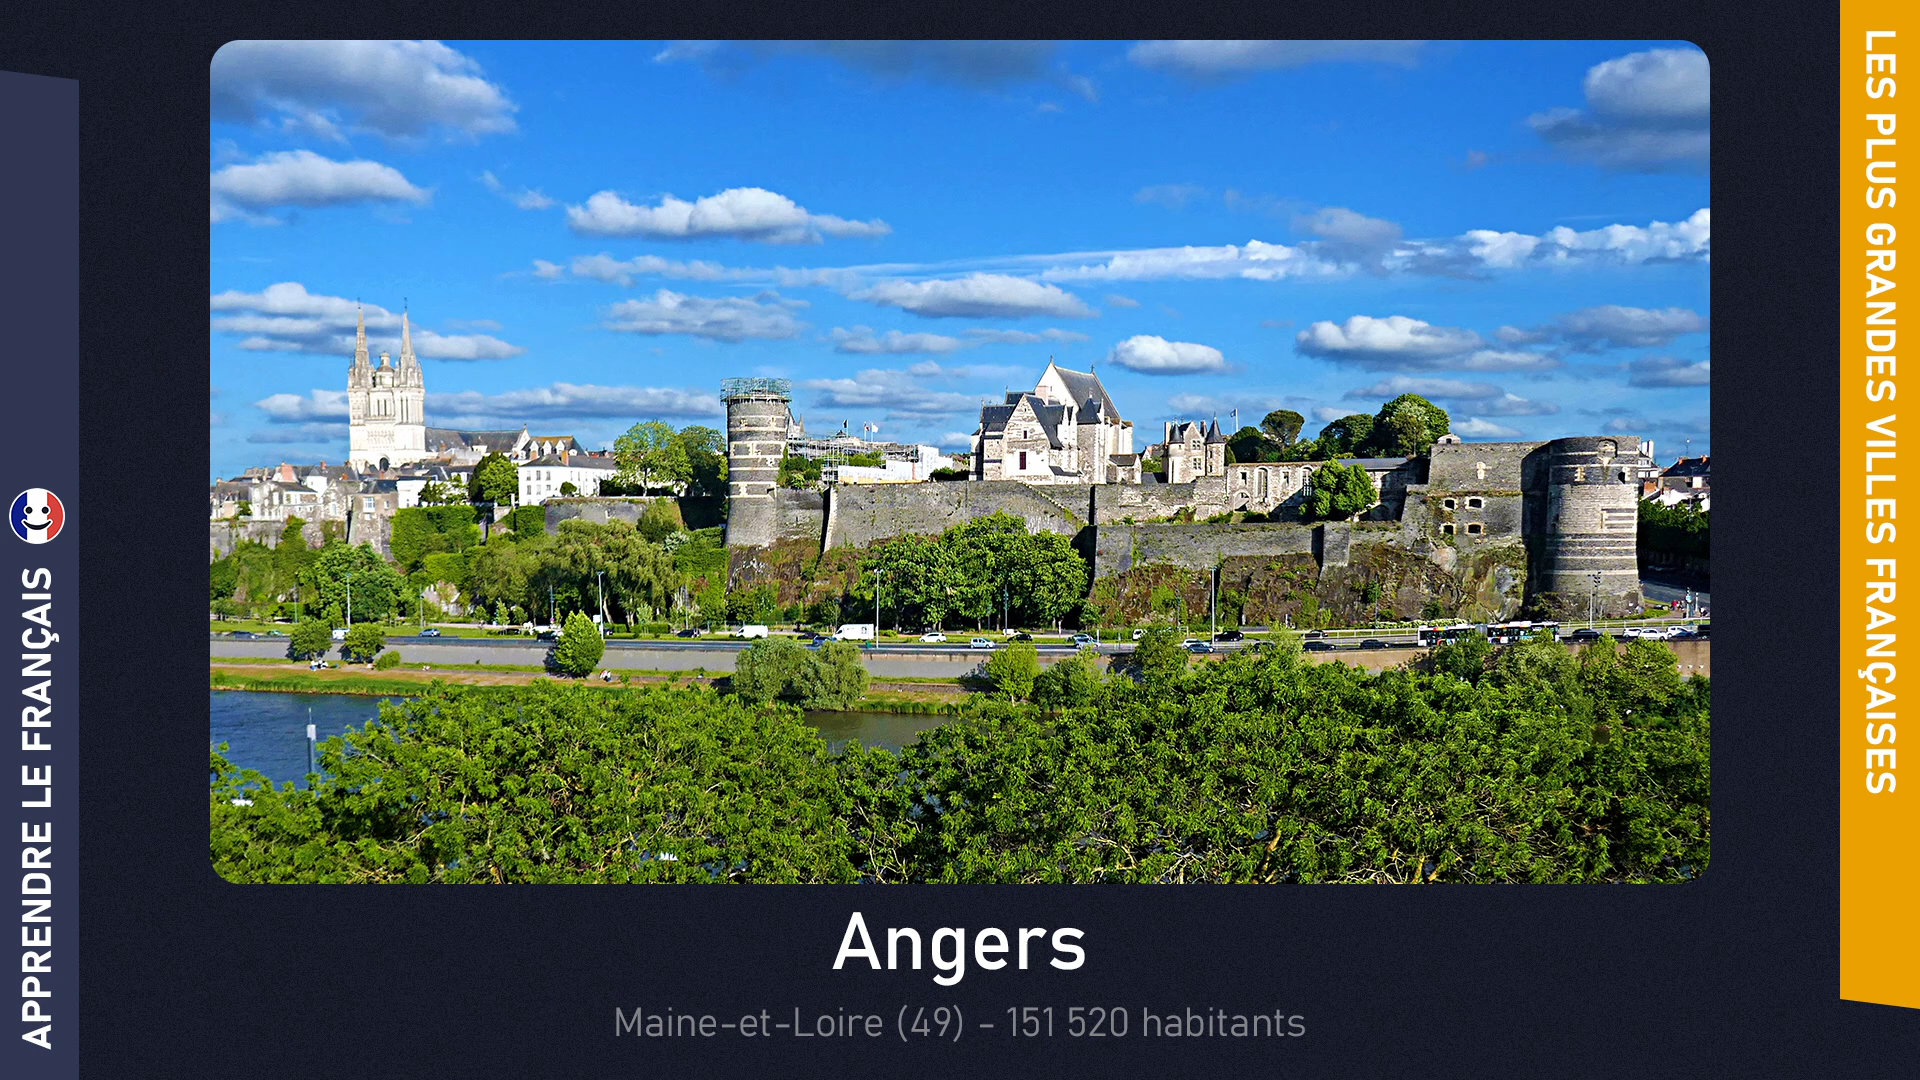 APPRENDRE LE FRANÇAIS
LES PLUS GRANDES VILLES FRANÇAISES
Angers
Maine-et-Loire (49) - 151 520 habitants